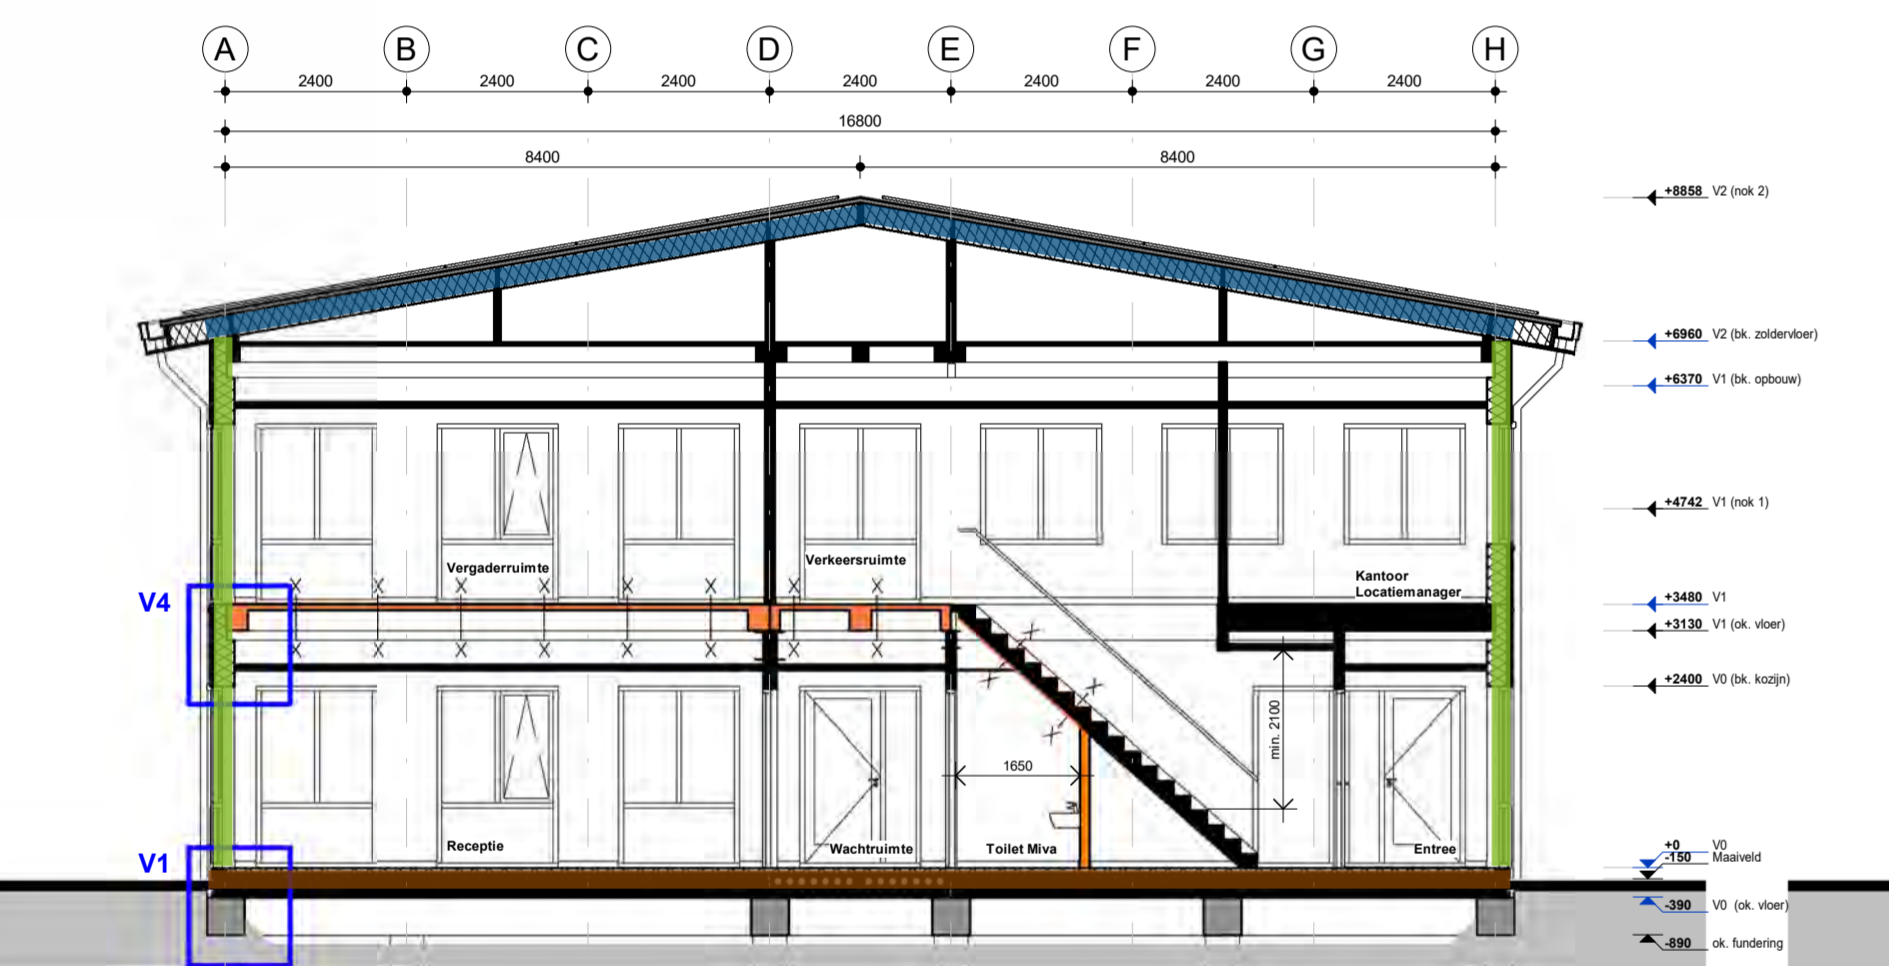 A B C D E F G H
2400 2400 2400 2400 2400 2400 2400
16800
8400 8400
+8858 V2 (nok 2)
+6960 V2 (bk. zoldervloer)
+6370 V1 (bk. opbouw)
+4742 V1 (nok 1)
Vergaderruimte
Verkeersruimte
Kantoor
Locatiemanager
V4
+3480 V1
+3130 V1 (ok. vloer)
+2400 V0 (bk. kozijn)
min. 2100
1650
Receptie
Wachtruimte
Toilet Miva
Entree
V1
+0 V0
-150 Maaiveld
-390 V0 (ok. vloer)
-890 ok. fundering